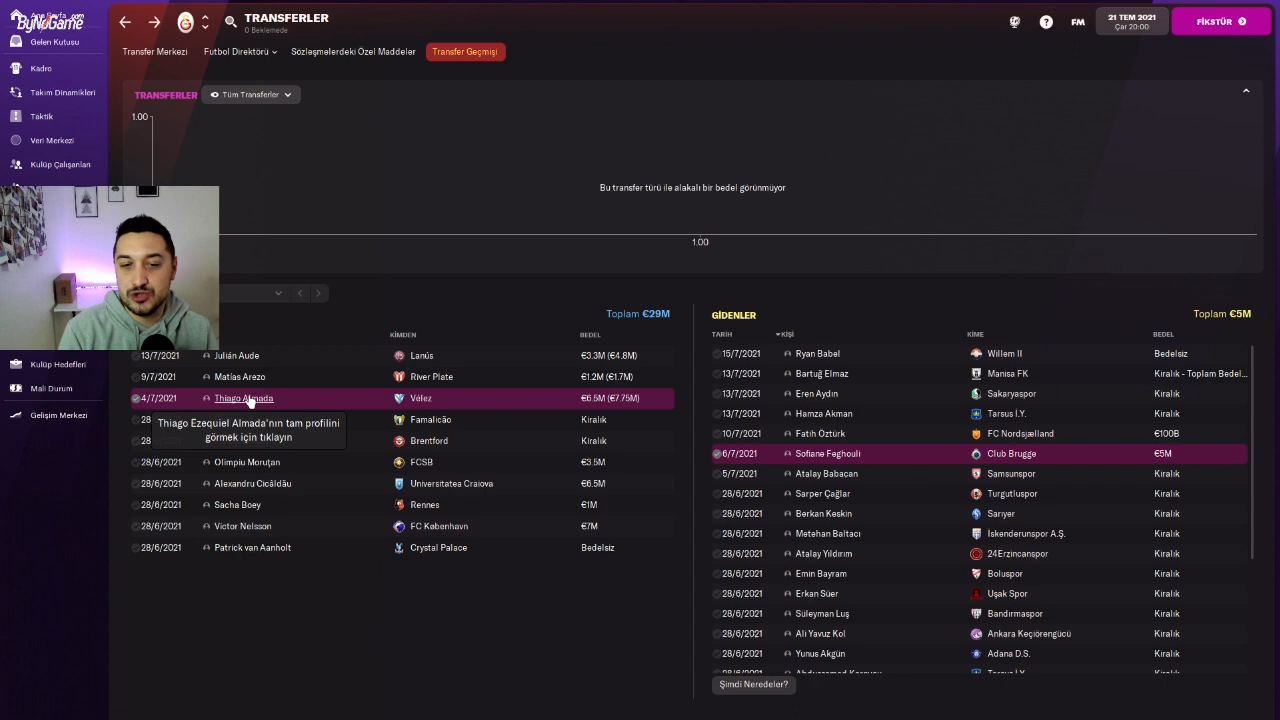 Ana Sayfa
ByNoGame.com
Gelen Kutusu
Kadro
Takım Dinamikleri
Taktik
Veri Merkezi
Kulüp Çalışanları
Kulüp Hedefleri
Mali Durum
Gelişim Merkezi
TRANSFERLER
0 Beklemede
FM
21 TEM 2021
Çar 20:00
FİKSTÜR
Transfer Merkezi
Futbol Direktörü
Sözleşmelerdeki Özel Maddeler
Transfer Geçmişi
TRANSFERLER
Tüm Transferler
1.00
Bu transfer türü ile alakalı bir bedel görünmüyor
1.00
Toplam €29M
KİMDEN BEDEL
13/7/2021 Julián Aude Lanús €3.3M (€4.8M)
9/7/2021 Matías Arezo River Plate €1.2M (€1.7M)
4/7/2021 Thiago Almada Vélez €6.5M (€7.75M)
28 Famalicão Kiralık
28 Brentford Kiralık
Thiago Ezequiel Almada'nın tam profilini
görmek için tıklayın
28/6/2021 Olimpiu Moruțan FCSB €3.5M
28/6/2021 Alexandru Cicâldău Universitatea Craiova €6.5M
28/6/2021 Sacha Boey Rennes €1M
28/6/2021 Victor Nelsson FC København €7M
28/6/2021 Patrick van Aanholt Crystal Palace Bedelsiz
GİDENLER
Toplam €5M
TARİH KİŞİ KİME BEDEL
15/7/2021 Ryan Babel Willem II Bedelsiz
13/7/2021 Bartuğ Elmaz Manisa FK Kiralık - Toplam Bedel...
13/7/2021 Eren Aydın Sakaryaspor Kiralık
13/7/2021 Hamza Akman Tarsus İ.Y. Kiralık
10/7/2021 Fatih Öztürk FC Nordsjælland €100B
6/7/2021 Sofiane Feghouli Club Brugge €5M
5/7/2021 Atalay Babacan Samsunspor Kiralık
28/6/2021 Sarper Çağlar Turgutluspor Kiralık
28/6/2021 Berkan Keskin Sarıyer Kiralık
28/6/2021 Metehan Baltacı İskenderunspor A.Ş. Kiralık
28/6/2021 Atalay Yıldırım 24Erzincanspor Kiralık
28/6/2021 Emin Bayram Boluspor Kiralık
28/6/2021 Erkan Süer Uşak Spor Kiralık
28/6/2021 Süleyman Luş Bandırmaspor Kiralık
28/6/2021 Ali Yavuz Kol Ankara Keçiörengücü Kiralık
28/6/2021 Yunus Akgün Adana D.S. Kiralık
28/6/2021 Tarsus İ.Y. Kiralık
Şimdi Neredeler?